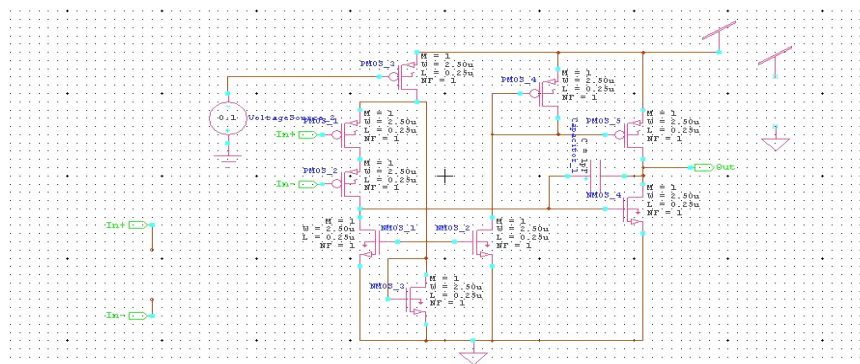 PMOS_3
M = 1
W = 2.50u
L = 0.25u
NF = 1
PMOS_4
M = 1
W = 2.50u
L = 0.25u
NF = 1
0.1
In+
M = 1
W = 2.50u
L = 0.25u
NF = 1
Capacitor_1
C = 1pF
PMOS_5
M = 1
W = 2.50u
L = 0.25u
NF = 1
PMOS_2
In-
M = 1
W = 2.50u
L = 0.25u
NF = 1
Out
NMOS_4
M = 1
W = 2.50u
L = 0.25u
NF = 1
In+
M = 1
W = 2.50u
L = 0.25u
NF = 1
NMOS_1
NMOS_2
M = 1
W = 2.50u
L = 0.25u
NF = 1
NMOS_3
M = 1
W = 2.50u
L = 0.25u
NF = 1
In-